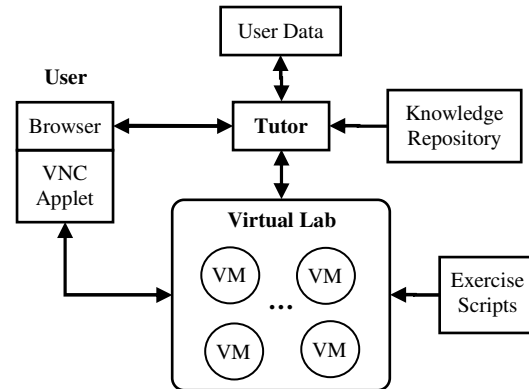 User Data
User
Browser
Tutor
Knowledge
Repository
VNC
Applet
Virtual Lab
VM
VM
...
VM
VM
Exercise
Scripts